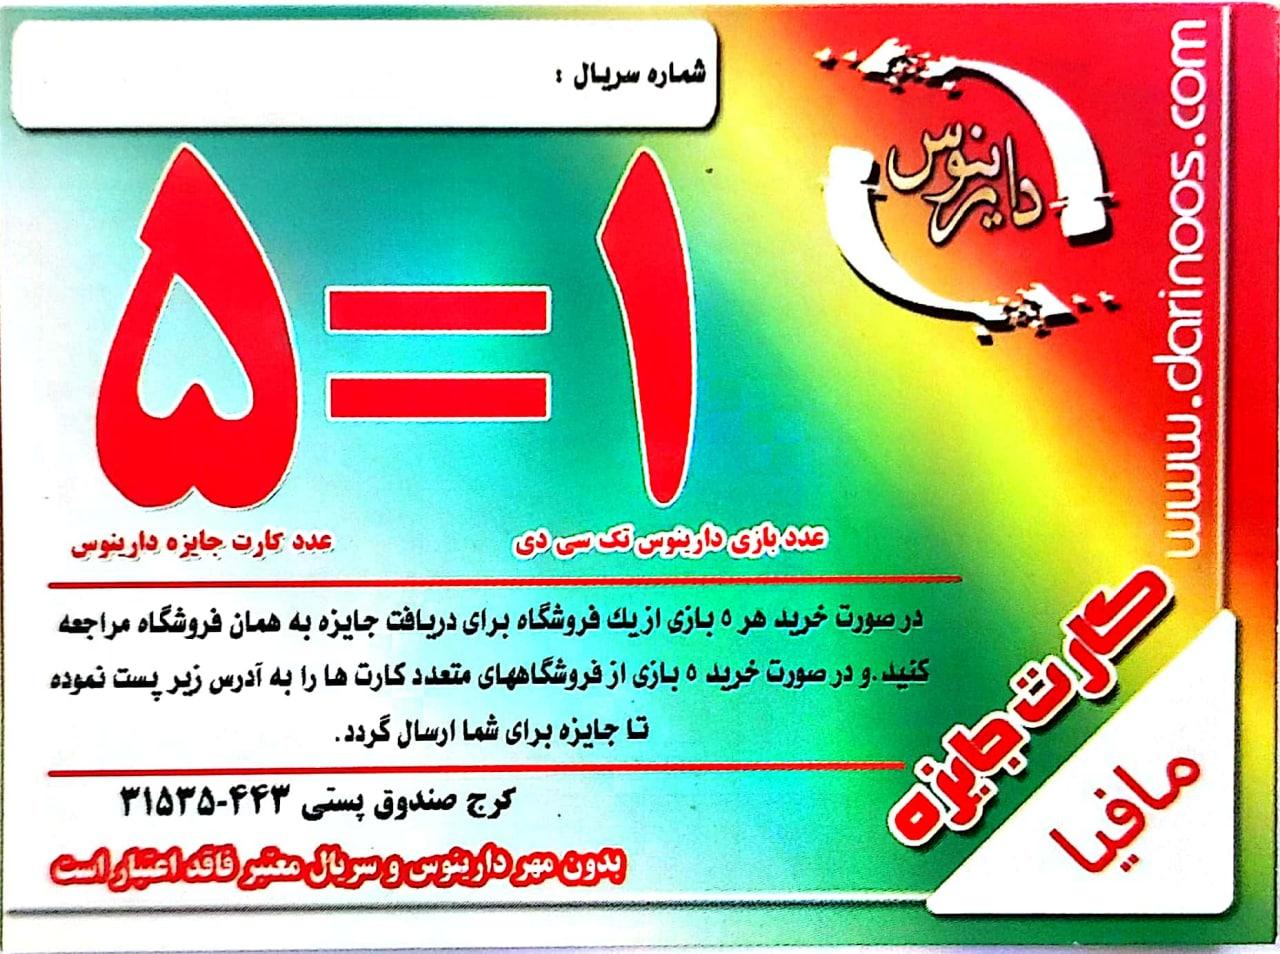 شماره سریال :
دارینوس
www.darinoos.com
۵=۱
عدد بازی دارینوس تک سی دی
عدد کارت جایزه دارینوس
در صورت خرید هر ۵ بازی از یك فروشگاه برای دریافت جایزه به همان فروشگاه مراجعه
کنید.و در صورت خرید ۵ بازی از فروشگاههای متعدد کارت ها را به آدرس زیر پست نموده
تا جایزه برای شما ارسال گردد.
کرج صندوق پستی ۴۴۳-۳۱۵۳۵
بدون مهر دارینوس و سریال معتبر فاقد اعتبار است
کارت جایزه
مافیا